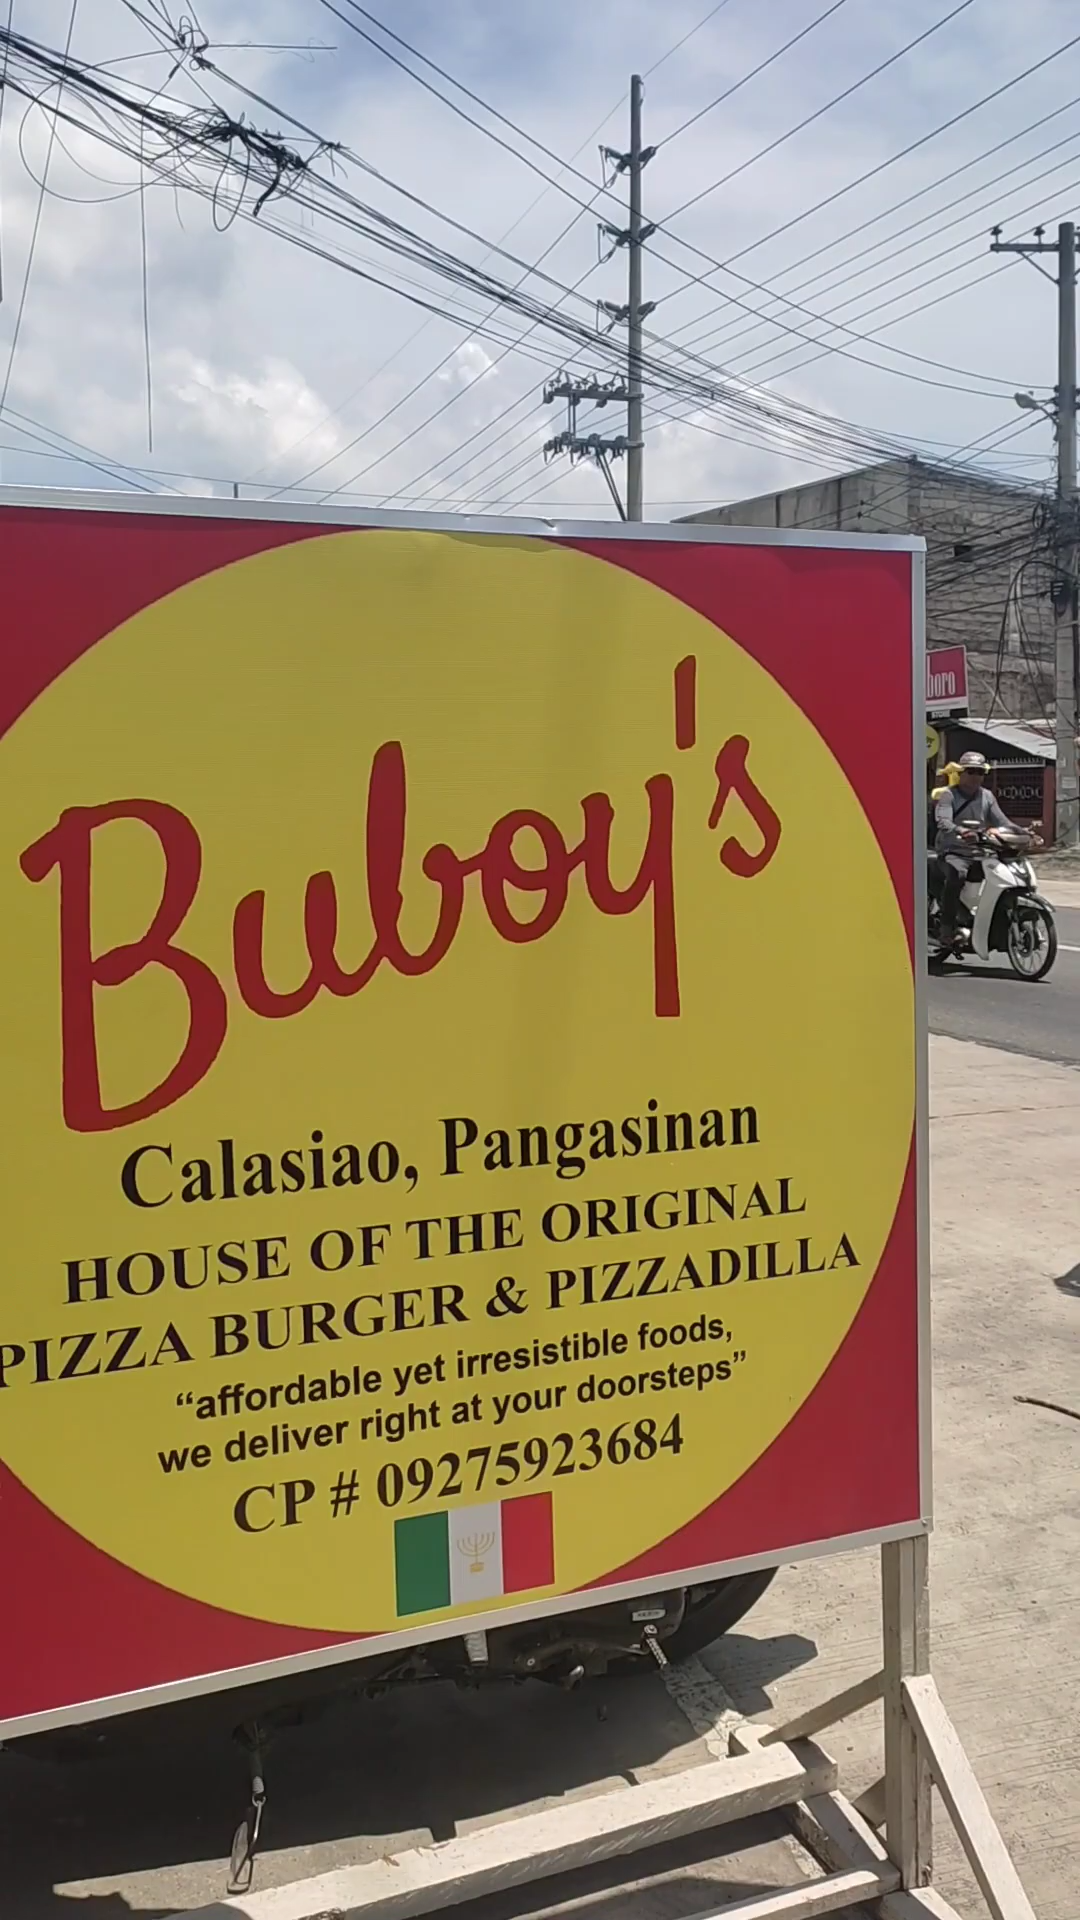 Buboy's
Calasiao, Pangasinan
HOUSE OF THE ORIGINAL
PIZZA BURGER & PIZZADILLA
“affordable yet irresistible foods,
we deliver right at your doorsteps”
CP # 09275923684
boro